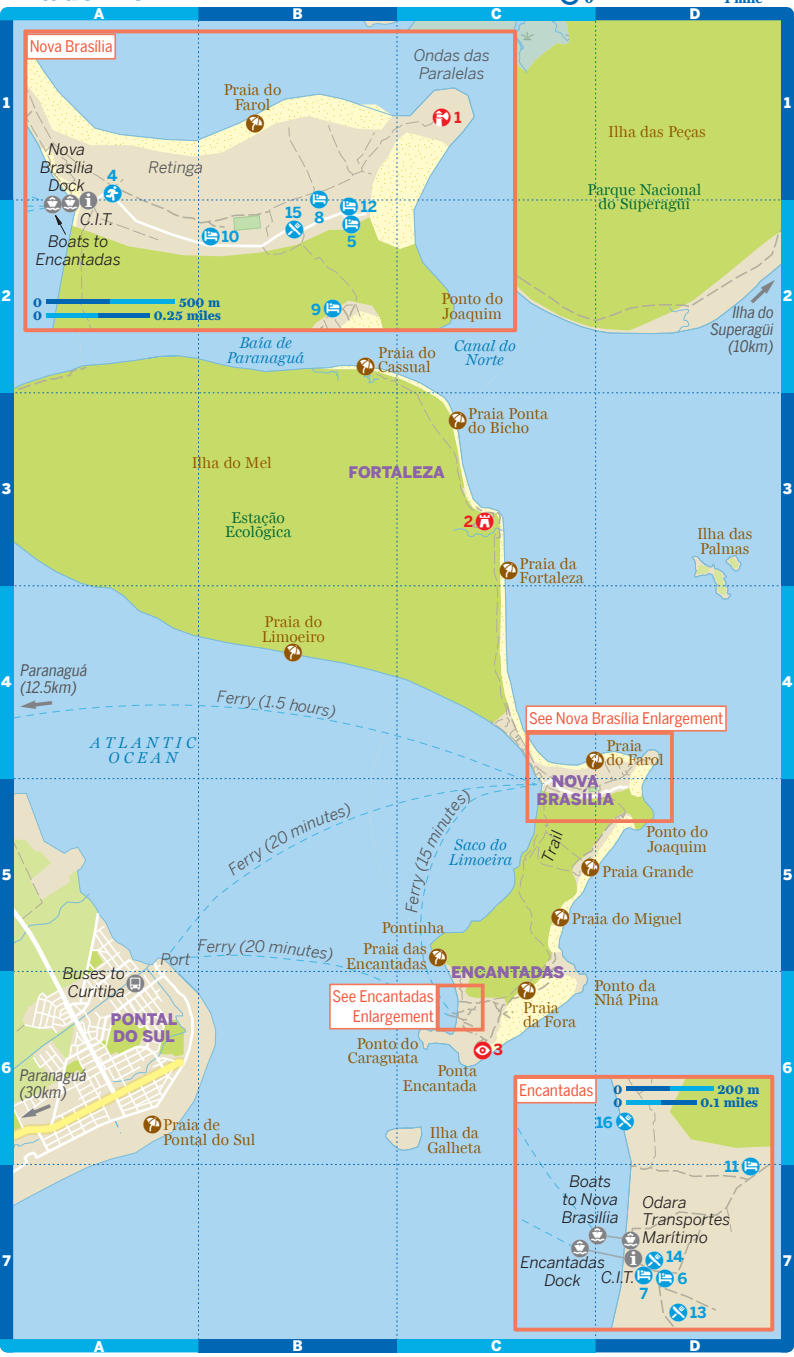 A
B
C
D
Nova Brasília
Ondas das
Paralelas
Praia do
Farol
1
1
1
Ilha das Peças
Nova
Brasília
Dock
Retinga
4
Parque Nacional
do Superagüi
C.I.T.
8
12
15
5
10
Boats to
Encantadas
2
2
0 500 m
0 0.25 miles
9
Ponto do
Joaquim
Ilha do
Superagüi
(10km)
Baía de
Paranaguá
Praia do
Cassual
Canal do
Norte
Praia Ponta
do Bicho
Ilha do Mel
FORTALEZA
3
3
2
Estação
Ecolõgica
Ilha das
Palmas
Praia da
Fortaleza
Praia do
Limoeiro
Paranaguá
(12.5km)
4
4
Ferry (1.5 hours)
See Nova Brasília Enlargement
ATLANTIC
OCEAN
Praia
do Farol
NOVA
BRASÍLIA
Ferry (20 minutes)
Ferry (15 minutes)
Saco do
Limoeira
Trail
Ponto do
Joaquim
5
5
Praia Grande
Praia do Miguel
Pontinha
Port
Ferry (20 minutes)
Praia das
Encantadas
Buses to
Curitiba
ENCANTADAS
See Encantadas
Enlargement
Ponto da
Nhá Pina
Praia
da Fora
PONTAL
DO SUL
Ponto do
Caraguata
3
6
6
Ponta
Encantada
Paranaguá
(30km)
Encantadas
0 200 m
0 0.1 miles
16
Praia de
Pontal do Sul
Ilha da
Galheta
11
Boats
to Nova
Brasillia
Odara
Transportes
Marítimo
7
7
Encantadas
Dock
C.I.T.
14
6
7
13
A
B
C
D